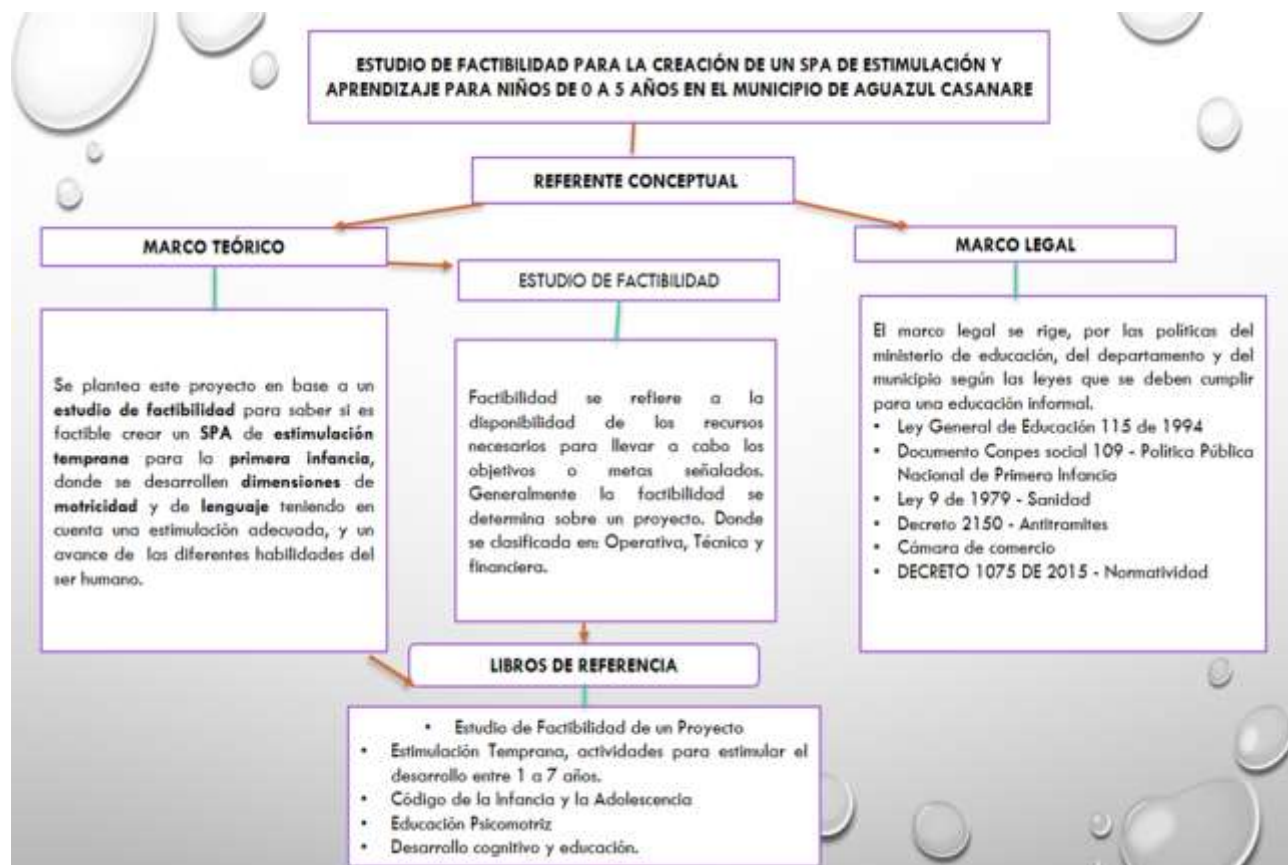 ESTUDIO DE FACTIBILIDAD PARA LA CREACIÓN DE UN SPA DE ESTIMULACIÓN Y
APRENDIZAJE PARA NIÑOS DE 0 A 5 AÑOS EN EL MUNICIPIO DE AGUAZUL CASANARE
REFERENTE CONCEPTUAL
MARCO TEÓRICO
Se plantea este proyecto en base a un
estudio de factibilidad para saber si es
factible crear un SPA de estimulación
temprana para la primera infancia,
donde se desarrollen dimensiones de
motricidad y de lenguaje teniendo en
cuenta una estimulación adecuada, y un
avance de las diferentes habilidades del
ser humano.
ESTUDIO DE FACTIBILIDAD
Factibilidad se refiere a la
disponibilidad de los recursos
necesarios para llevar a cabo los
objetivos o metas señalados.
Generalmente la factibilidad se
determina sobre un proyecto. Donde
se clasificada en: Operativa, Técnica y
financiera.
MARCO LEGAL
El marco legal se rige, por las politicas del
ministerio de educación, del departamento y del
municipio según las leyes que se deben cumplir
para una educación informal.
• Ley General de Educación 115 de 1994
• Documento Conpes social 109 - Politica Pública
Nacional de Primera Infancia
• Ley 9 de 1979 - Sanidad
• Decreto 2150 - Antitramites
• Cámara de comercio
• DECRETO 1075 DE 2015 - Normatividad
LIBROS DE REFERENCIA
• Estudio de Factibilidad de un Proyecto
• Estimulación Temprana, actividades para estimular el
desarrollo entre 1 a 7 años.
• Código de la Infancia y la Adolescencia
• Educación Psicomotriz
• Desarrollo cognitivo y educación.